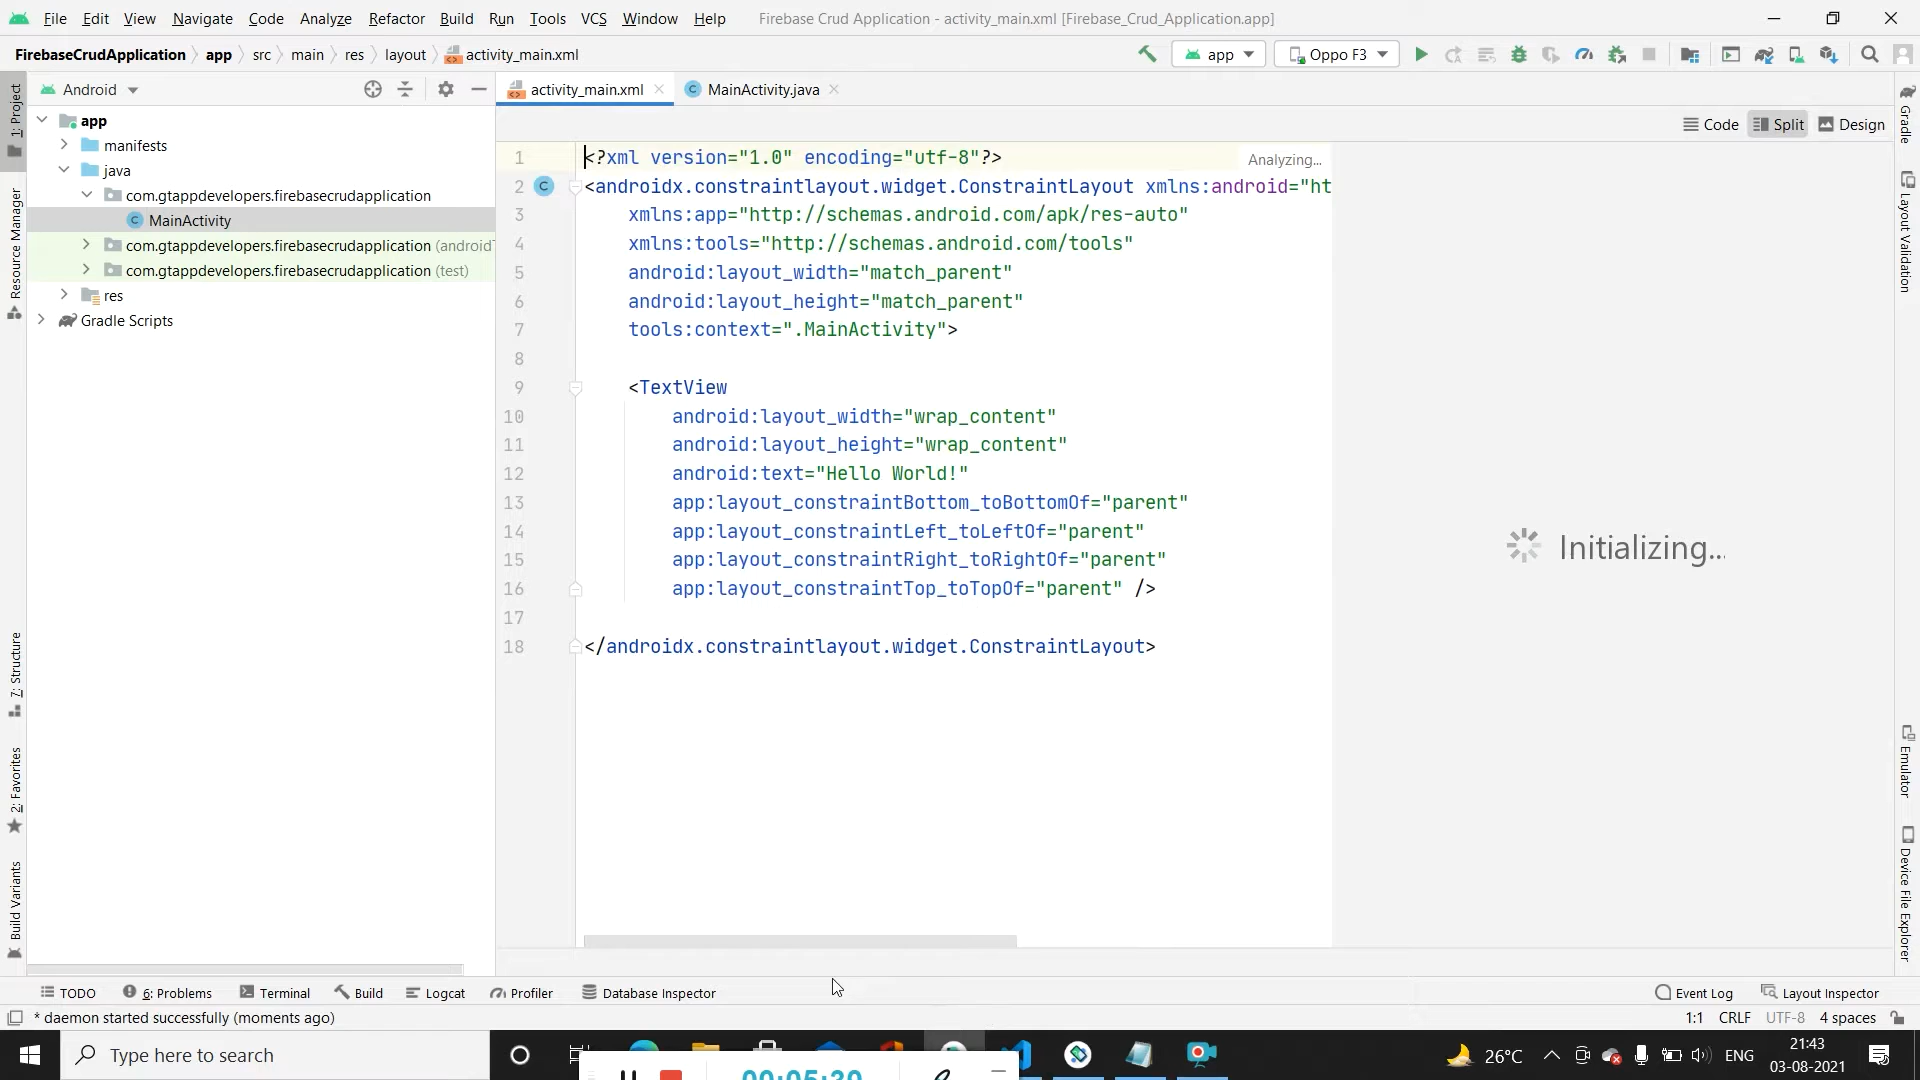 File Edit View Navigate Code Analyze Refactor Build Run Tools VCS Window Help Firebase Crud Application - activity_main.xml [Firebase_Crud_Application.app]
FirebaseCrudApplication app src main res layout activity_main.xml app Oppo F3
Android activity_main.xml MainActivity.java
Code Split Design
1: Project
Resource Manager
7: Structure
2: Favorites
Build Variants
app
manifests
java
com.gtappdevelopers.firebasecrudapplication
MainActivity
com.gtappdevelopers.firebasecrudapplication (androidT
com.gtappdevelopers.firebasecrudapplication (test)
res
Gradle Scripts
1 <?xml version="1.0" encoding="utf-8"?> Analyzing...
2 <androidx.constraintlayout.widget.ConstraintLayout xmlns:android="ht
3 xmlns:app="http://schemas.android.com/apk/res-auto"
4 xmlns:tools="http://schemas.android.com/tools"
5 android:layout_width="match_parent"
6 android:layout_height="match_parent"
7 tools:context=".MainActivity">
8
9 <TextView
10 android:layout_width="wrap_content"
11 android:layout_height="wrap_content"
12 android:text="Hello World!"
13 app:layout_constraintBottom_toBottomOf="parent"
14 app:layout_constraintLeft_toLeftOf="parent"
15 app:layout_constraintRight_toRightOf="parent"
16 app:layout_constraintTop_toTopOf="parent" />
17
18 </androidx.constraintlayout.widget.ConstraintLayout>
Initializing...
Gradle
Layout Validation
Emulator
Device File Explorer
TODO 6: Problems Terminal Build Logcat Profiler Database Inspector Event Log Layout Inspector
* daemon started successfully (moments ago) 1:1 CRLF UTF-8 4 spaces
Type here to search 00:05:30 26°C ENG 21:43
03-08-2021